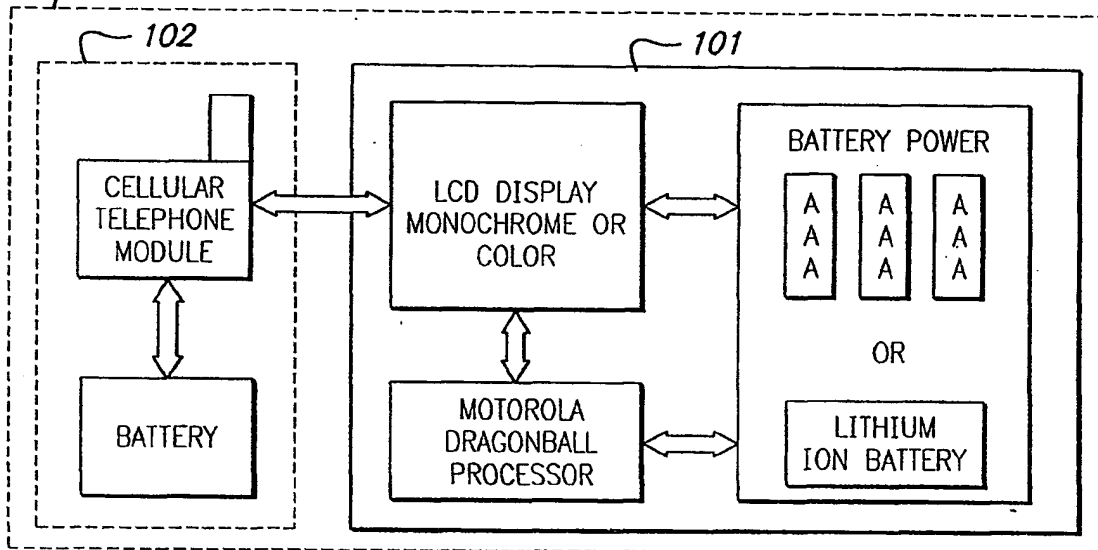 102
101
CELLULAR
TELEPHONE
MODULE
BATTERY
LCD DISPLAY
MONOCHROME OR
COLOR
MOTOROLA
DRAGONBALL
PROCESSOR
BATTERY POWER
A A A
A A A
A A A
OR
LITHIUM
ION BATTERY